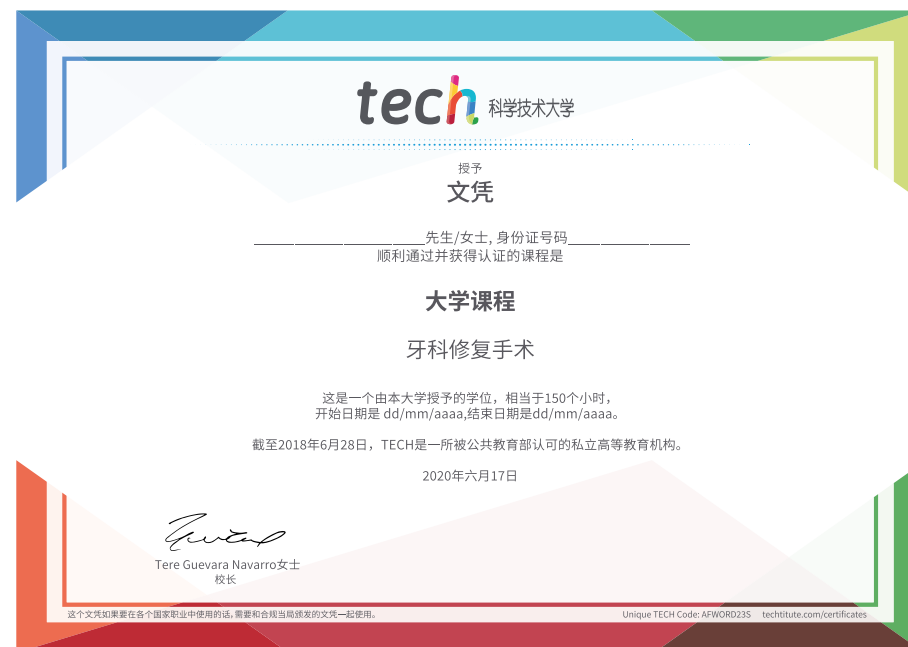 tech 科学技术大学
授予
文凭
先生/女士, 身份证号码
顺利通过并获得认证的课程是
大学课程
牙科修复手术
这是一个由本大学授予的学位，相当于150个小时，
开始日期是 dd/mm/aaaa,结束日期是dd/mm/aaaa。
截至2018年6月28日，TECH是一所被公共教育部认可的私立高等教育机构。
2020年六月17日
Tere Guevara Navarro女士
校长
这个文凭如果要在各个国家职业中使用的话,需要和合规当局颁发的文凭一起使用。
Unique TECH Code: AFWORD23S techtitute.com/certificates